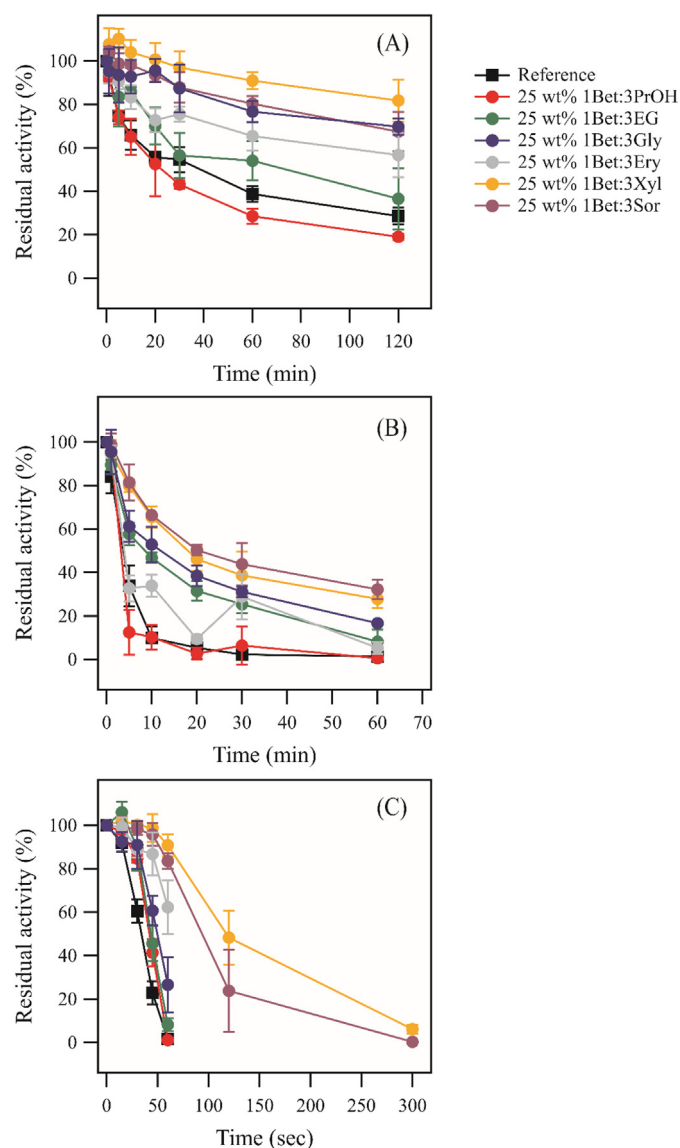 (A)
Residual activity (%)
100
80
60
40
20
0
0 20 40 60 80 100 120
Time (min)
Reference
25 wt% 1Bet:3PrOH
25 wt% 1Bet:3EG
25 wt% 1Bet:3Gly
25 wt% 1Bet:3Ery
25 wt% 1Bet:3Xyl
25 wt% 1Bet:3Sor
(B)
Residual activity (%)
100
80
60
40
20
0
0 10 20 30 40 50 60 70
Time (min)
(C)
Residual activity (%)
100
80
60
40
20
0
0 50 100 150 200 250 300
Time (sec)